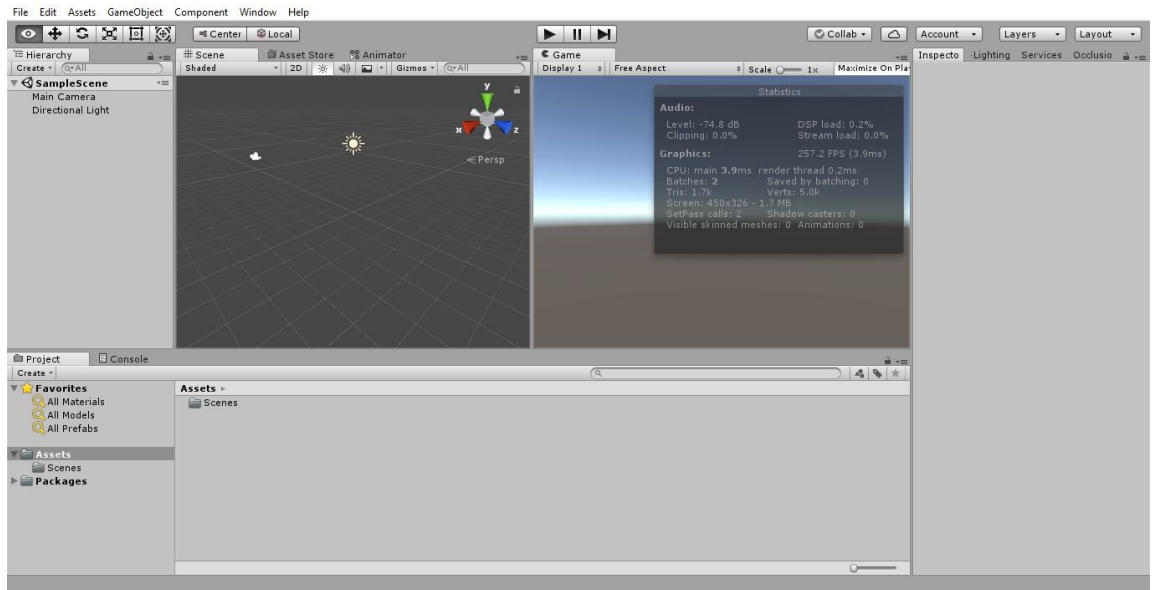 File Edit Assets GameObject Component Window Help
Center Local
Collab Account Layers Layout
Hierarchy
Create All
SampleScene
Main Camera
Directional Light
Scene Asset Store Animator
Shaded 2D Gizmos All
y
x z
Persp
Game
Display 1 Free Aspect Scale 1x Maximize On Pla
Statistics
Audio:
Level: -74.8 dB DSP load: 0.2%
Clipping: 0.0% Stream load: 0.0%
Graphics: 257.2 FPS (3.9ms)
CPU: main 3.9ms render thread 0.2ms
Batches: 2 Saved by batching: 0
Tris: 1.7k Verts: 5.0k
Screen: 450x326 - 1.7 MB
SetPass calls: 2 Shadow casters: 0
Visible skinned meshes: 0 Animations: 0
Inspecto Lighting Services Occlusio
Project Console
Create
Favorites
All Materials
All Models
All Prefabs
Assets
Scenes
Packages
Assets
Scenes